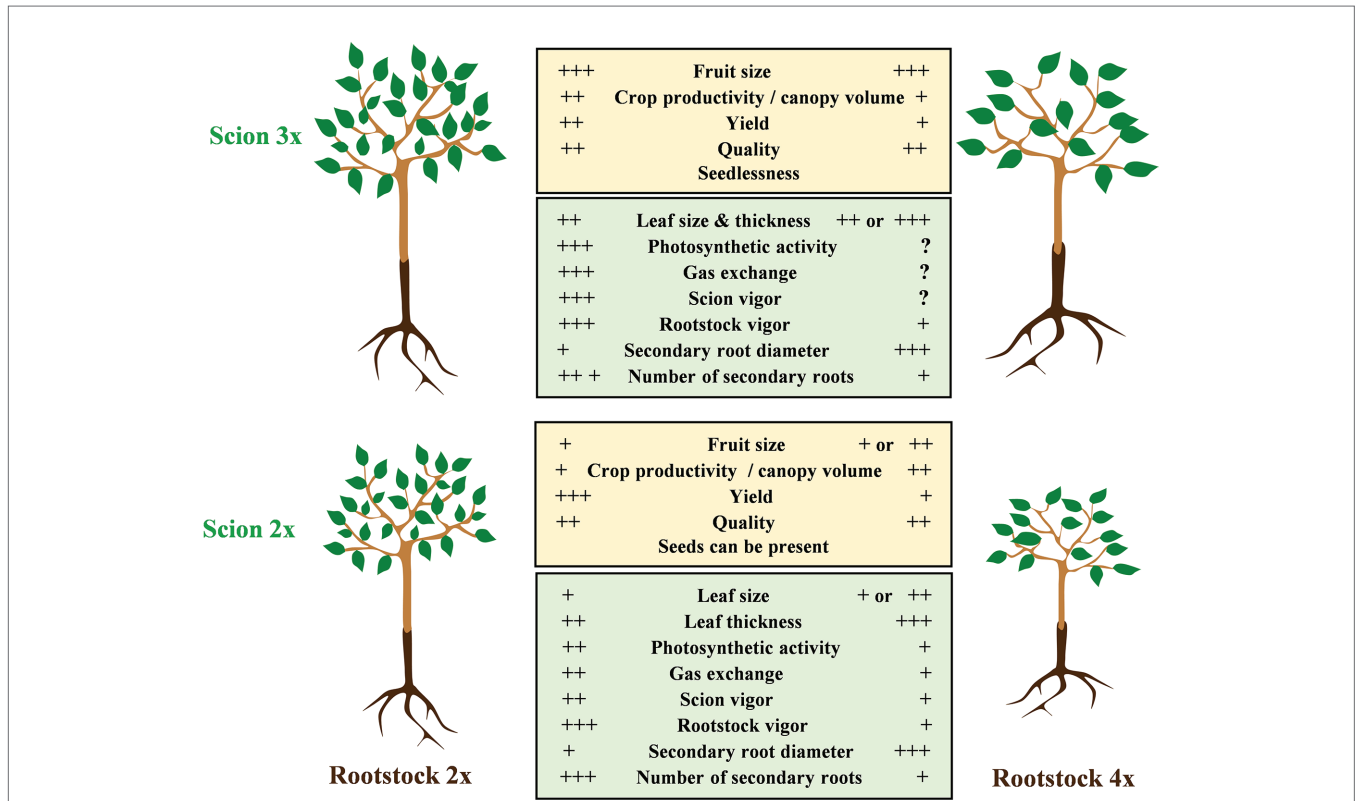 +++ Fruit size +++
++ Crop productivity / canopy volume +
Scion 3x
++ Yield +
++ Quality ++
Seedlessness
++ Leaf size & thickness ++ or +++
+++ Photosynthetic activity ?
+++ Gas exchange ?
+++ Scion vigor ?
+++ Rootstock vigor +
+ Secondary root diameter +++
++ + Number of secondary roots +
+ Fruit size + or ++
+ Crop productivity / canopy volume ++
+++ Yield +
Scion 2x
++ Quality ++
Seeds can be present
+ Leaf size + or ++
++ Leaf thickness +++
++ Photosynthetic activity +
++ Gas exchange +
++ Scion vigor +
+++ Rootstock vigor +
+ Secondary root diameter +++
+++ Number of secondary roots +
Rootstock 2x
Rootstock 4x